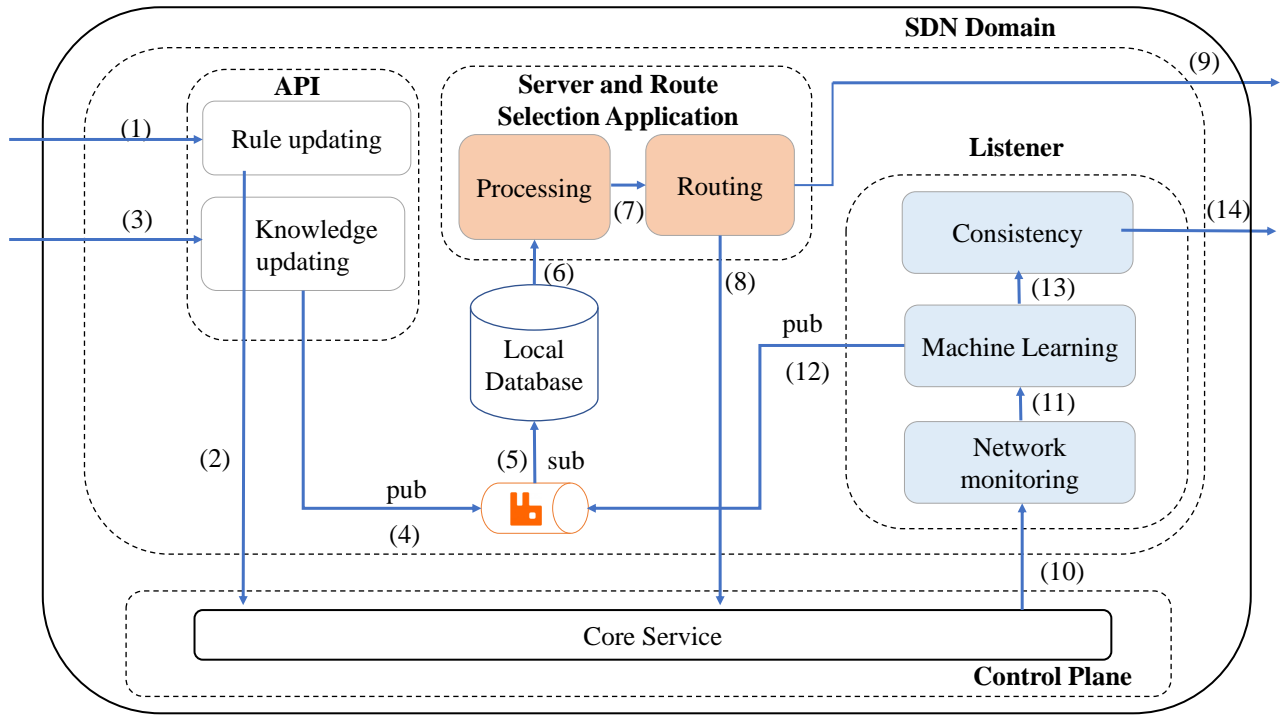 SDN Domain
(9)
API
Server and Route
Selection Application
(1)
Rule updating
Listener
Processing
Routing
(7)
(3)
Knowledge
updating
(14)
Consistency
(6)
(8)
(13)
pub
Local
Database
Machine Learning
(12)
(11)
(2)
(5)
sub
Network
monitoring
pub
(4)
(10)
Core Service
Control Plane